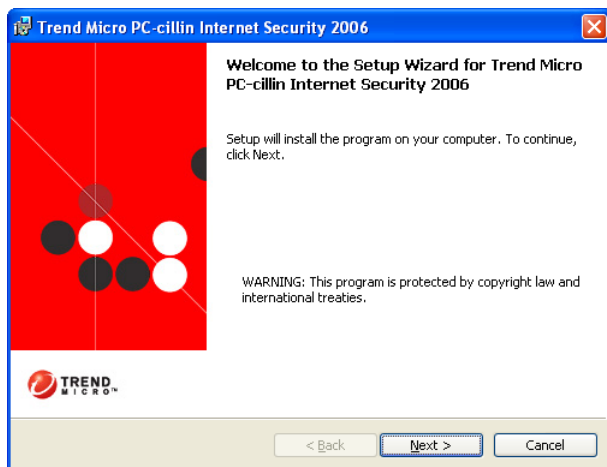 Trend Micro PC-cillin Internet Security 2006
Welcome to the Setup Wizard for Trend Micro
PC-cillin Internet Security 2006
Setup will install the program on your computer. To continue,
click Next.
WARNING: This program is protected by copyright law and
international treaties.
TREND
MICRO™
< Back
Next >
Cancel